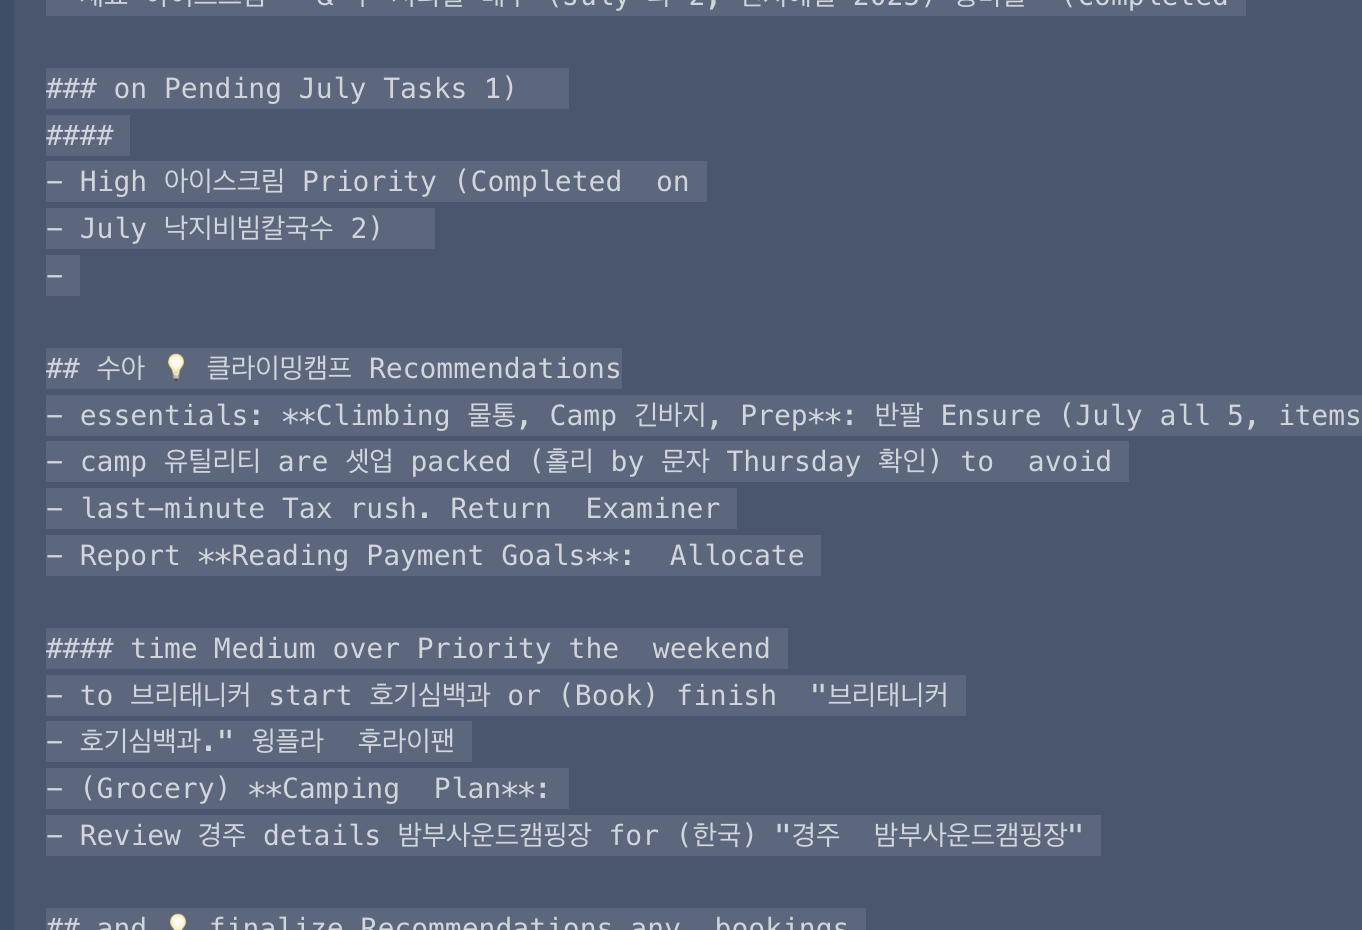 & (July 2, 2025) (Completed
### on Pending July Tasks 1)
####
- High 아이스크림 Priority (Completed  on
- July 낙지비빔칼국수 2)
-
## 수아 💡 클라이밍캠프 Recommendations
- essentials: **Climbing 물통, Camp 긴바지, Prep**: 반팔 Ensure (July all 5, items
- camp 유틸리티 are 셋업 packed (홀리 by 문자 Thursday 확인) to  avoid
- last-minute Tax rush. Return  Examiner
- Report **Reading Payment Goals**:  Allocate
#### time Medium over Priority the  weekend
- to 브리태니커 start 호기심백과 or (Book) finish  "브리태니커
- 호기심백과." 윙플라  후라이팬
- (Grocery) **Camping  Plan**:
- Review 경주 details 밤부사운드캠핑장 for (한국) "경주  밤부사운드캠핑장"
## and 💡 finalize Recommendations any  bookings